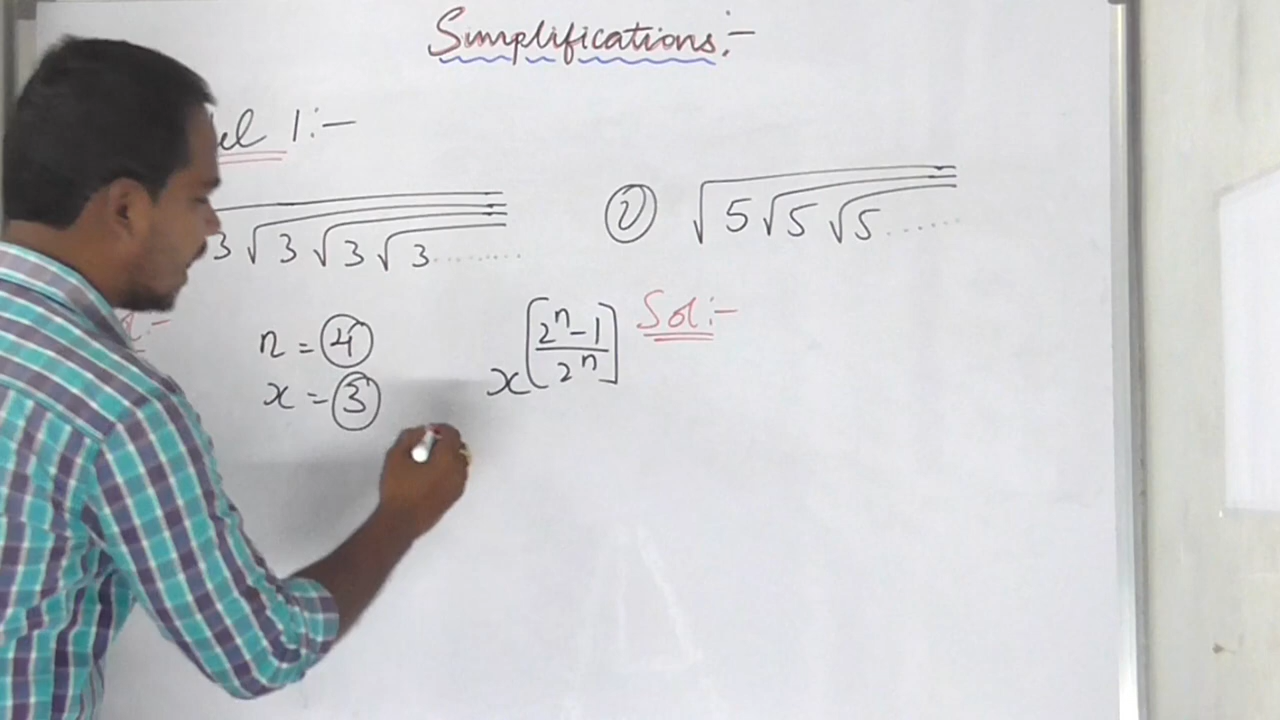 Simplifications:-
1:-
3√3√3√3........
② √5√5√5......
Sol:-
n = 4
x = 3
x^[(2^n-1)/2^n]